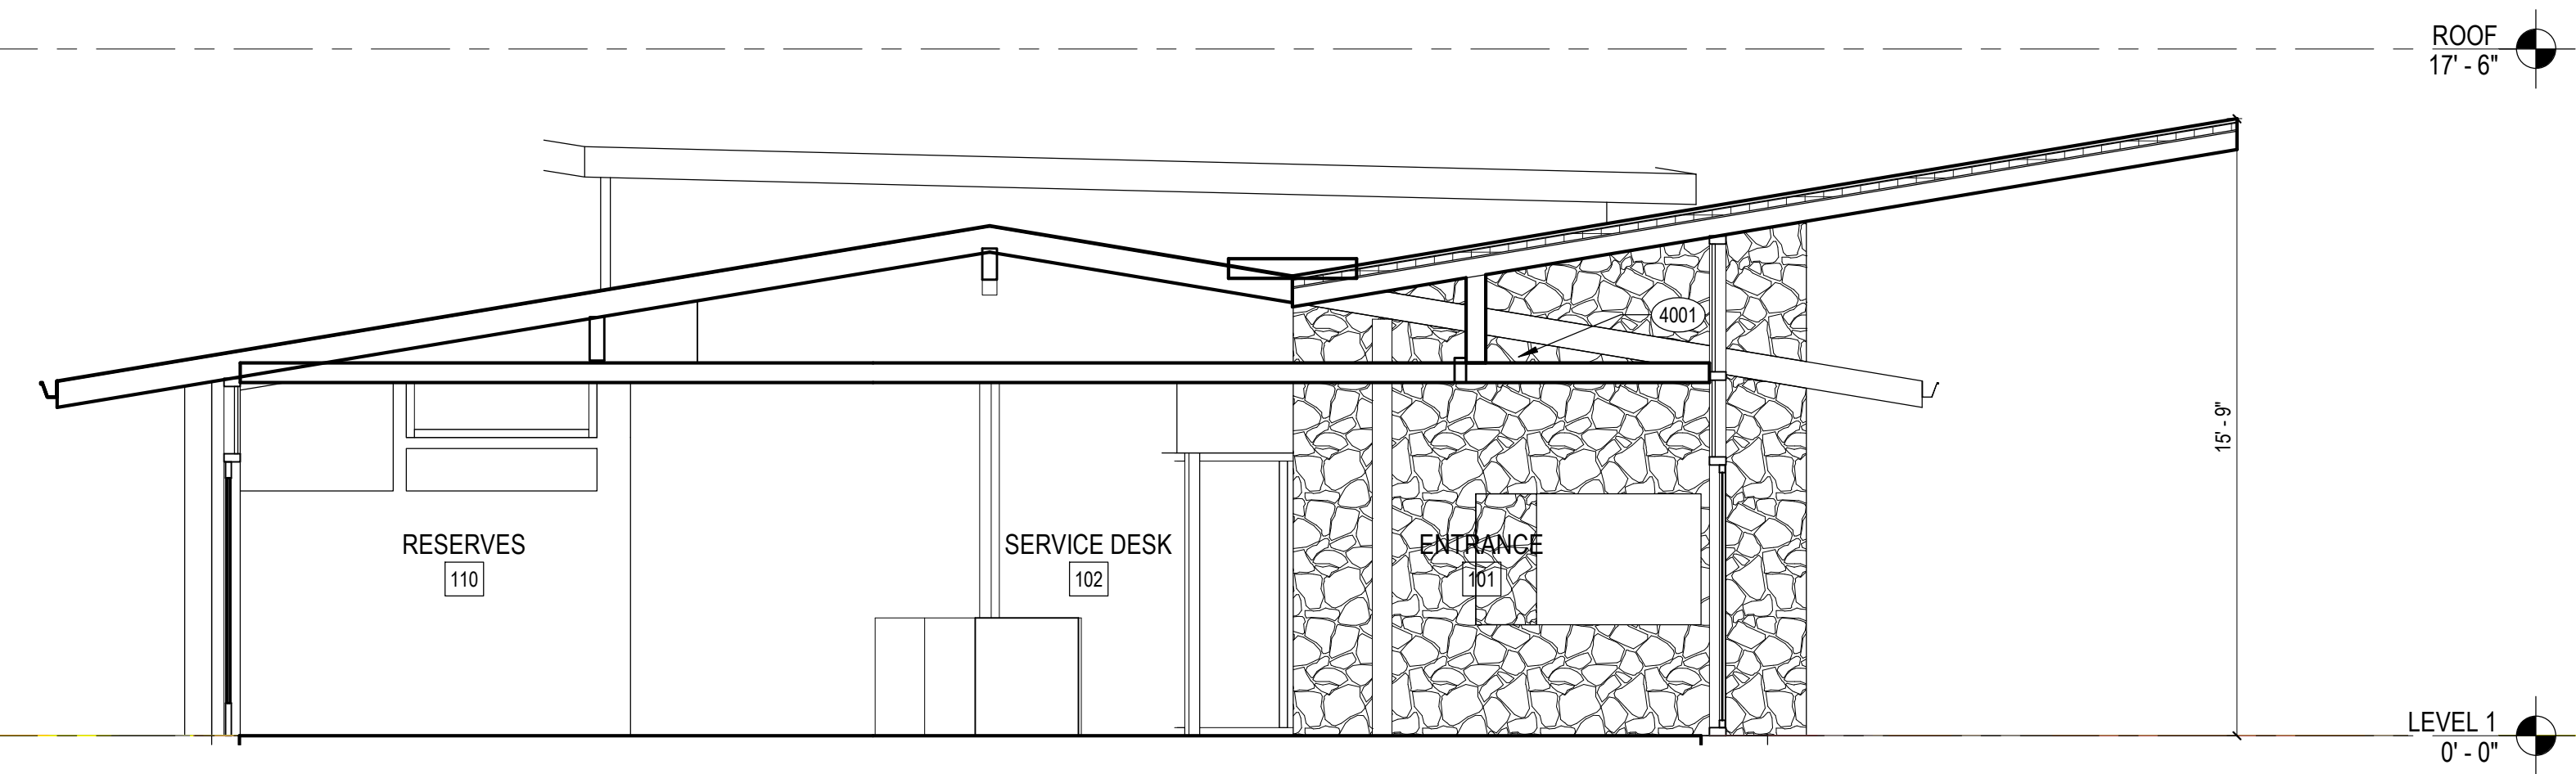 ROOF
17' - 6"
4001
15' - 9"
RESERVES
110
SERVICE DESK
102
ENTRANCE
101
LEVEL 1
0' - 0"